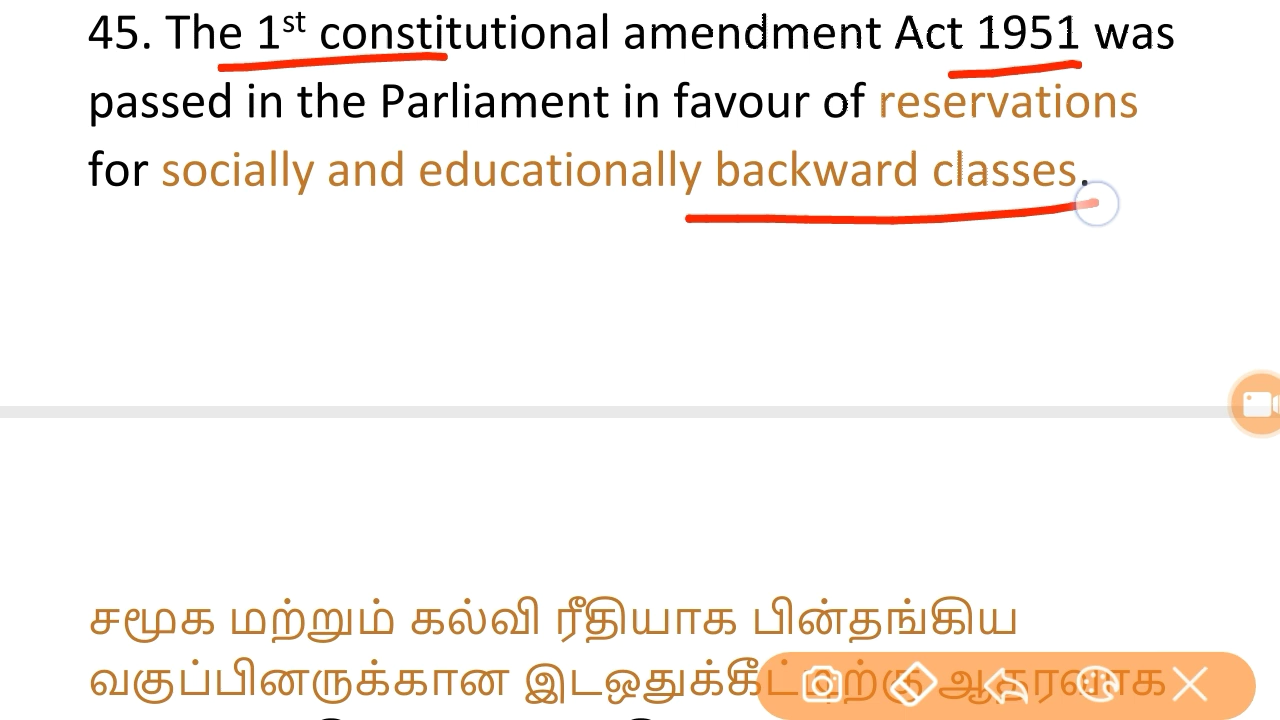 45. The 1st constitutional amendment Act 1951 was
passed in the Parliament in favour of reservations
for socially and educationally backward classes.
சமூக மற்றும் கல்வி ரீதியாக பின்தங்கிய
வகுப்பினருக்கான இடஒதுக்கீட்டிற்கு ஆதரவாக